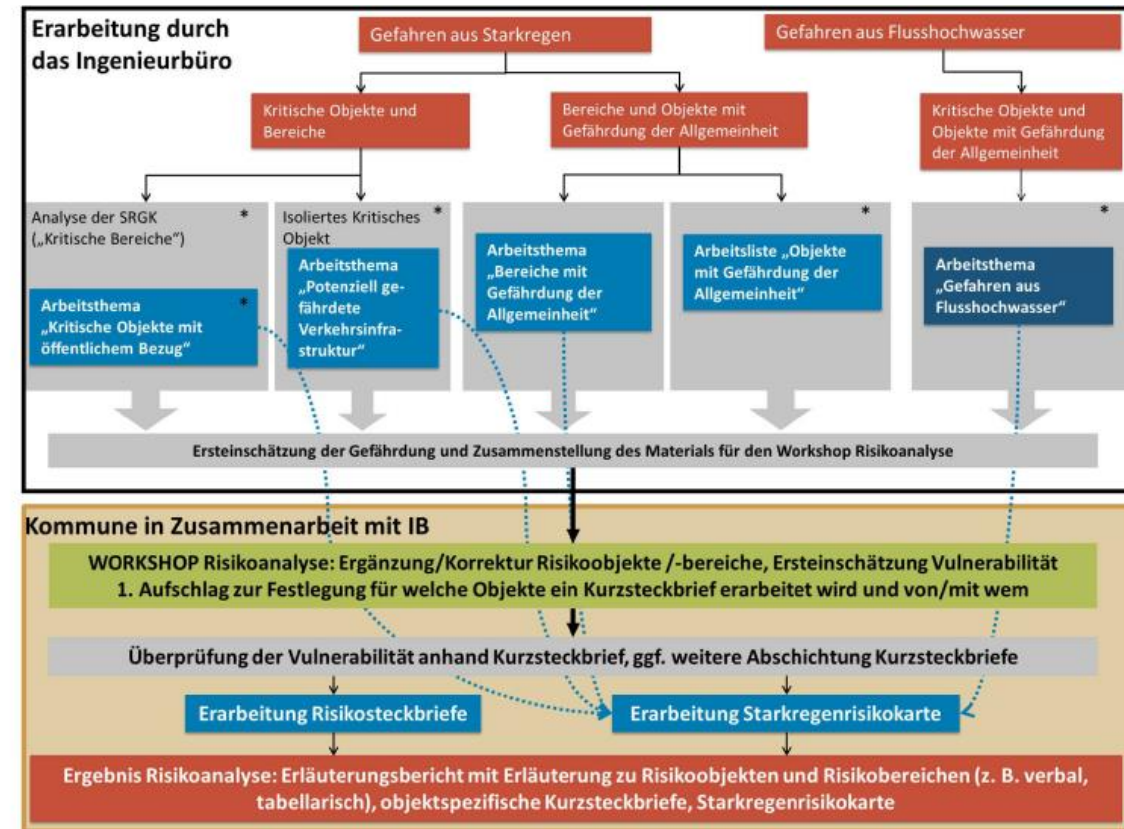 Erarbeitung durch
das Ingenieurbüro
Gefahren aus Starkregen
Gefahren aus Flusshochwasser
Kritische Objekte und
Bereiche
Bereiche und Objekte mit
Gefährdung der Allgemeinheit
Kritische Objekte und
Objekte mit Gefährdung
der Allgemeinheit
Analyse der SRGK *
(„Kritische Bereiche“)
Arbeitsthema *
„Kritische Objekte mit
öffentlichem Bezug“
Isoliertes Kritisches *
Objekt
Arbeitsthema
„Potenziell ge-
fährdete
Verkehrsinfra-
struktur“
Arbeitsthema
„Bereiche mit
Gefährdung der
Allgemeinheit“
*
Arbeitsliste „Objekte
mit Gefährdung der
Allgemeinheit“
*
Arbeitsthema
„Gefahren aus
Flusshochwasser“
Ersteinschätzung der Gefährdung und Zusammenstellung des Materials für den Workshop Risikoanalyse
Kommune in Zusammenarbeit mit IB
WORKSHOP Risikoanalyse: Ergänzung/Korrektur Risikoobjekte /-bereiche, Ersteinschätzung Vulnerabilität
1. Aufschlag zur Festlegung für welche Objekte ein Kurzsteckbrief erarbeitet wird und von/mit wem
Überprüfung der Vulnerabilität anhand Kurzsteckbrief, ggf. weitere Abschichtung Kurzsteckbriefe
Erarbeitung Risikosteckbriefe
Erarbeitung Starkregenrisikokarte
Ergebnis Risikoanalyse: Erläuterungsbericht mit Erläuterung zu Risikoobjekten und Risikobereichen (z. B. verbal,
tabellarisch), objektspezifische Kurzsteckbriefe, Starkregenrisikokarte